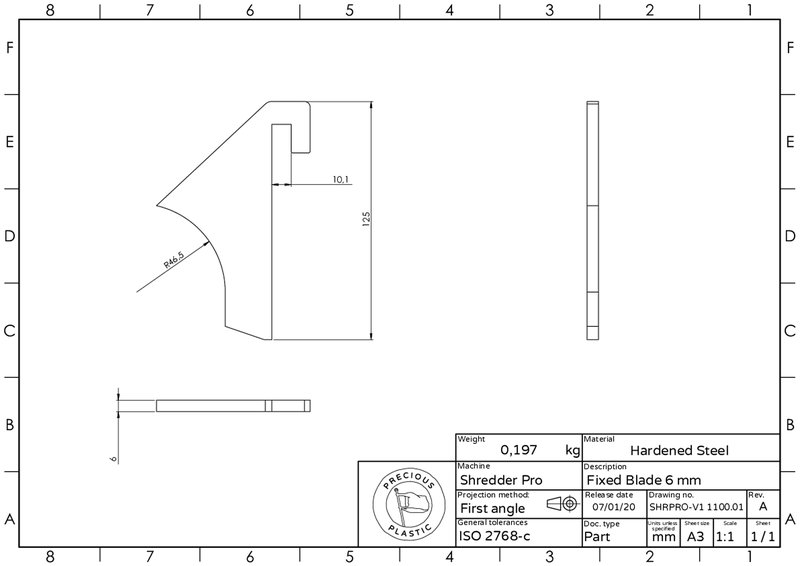 8 7 6 5 4 3 2 1
F F
E E
10,1
125
D D
R46,5
C C
B B
6
Weight
0,197 kg
Material
Hardened Steel
Machine
Shredder Pro
Description
Fixed Blade 6 mm
Projection method:
First angle
Release date
07/01/20
Drawing no.
SHRPRO-V1 1100.01
Rev.
A
General tolerances
ISO 2768-c
Doc. type
Part
Units unless
specified
mm
Sheet size
A3
Scale
1:1
Sheet
1 / 1
PRECIOUS
PLASTIC
A A
8 7 6 5 4 3 2 1